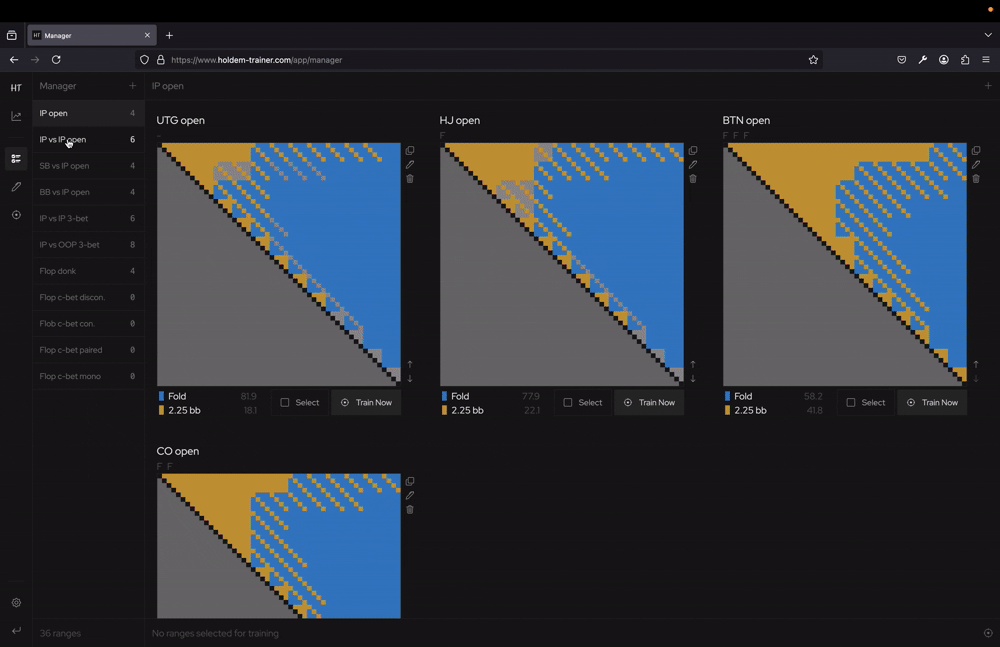 HT Manager
https://www.holdem-trainer.com/app/manager
HT
Manager
IP open 4
IP vs IP open 6
SB vs IP open 4
BB vs IP open 4
IP vs IP 3-bet 6
IP vs OOP 3-bet 8
Flop donk 4
Flop c-bet discon. 0
Flob c-bet con. 0
Flop c-bet paired 0
Flop c-bet mono 0
36 ranges
IP open
UTG open
-
Fold 81.9
2.25 bb 18.1
Select
Train Now
HJ open
F
Fold 77.9
2.25 bb 22.1
Select
Train Now
BTN open
F F F
Fold 58.2
2.25 bb 41.8
Select
Train Now
CO open
F F
No ranges selected for training